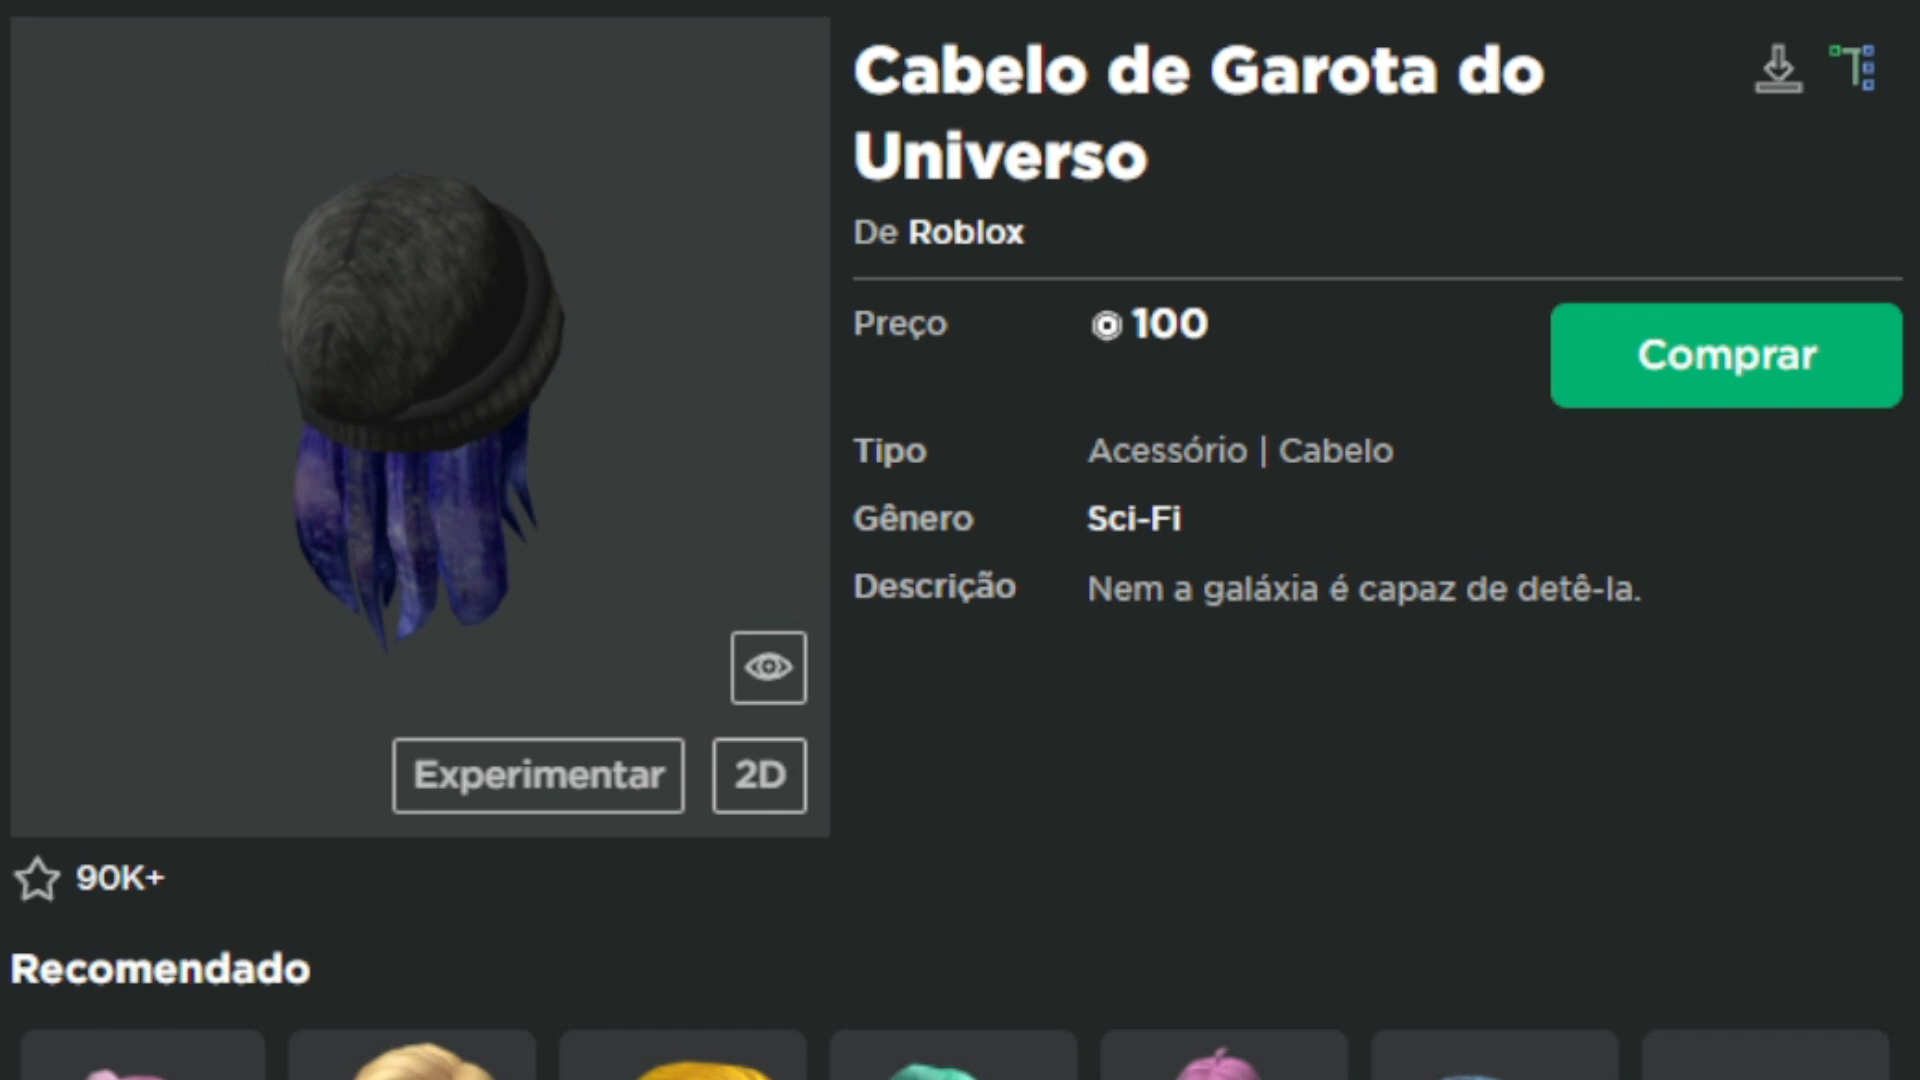 Cabelo de Garota do
Universo
De Roblox
Preço 100
Comprar
Tipo Acessório | Cabelo
Gênero Sci-Fi
Descrição Nem a galáxia é capaz de detê-la.
Experimentar 2D
90K+
Recomendado